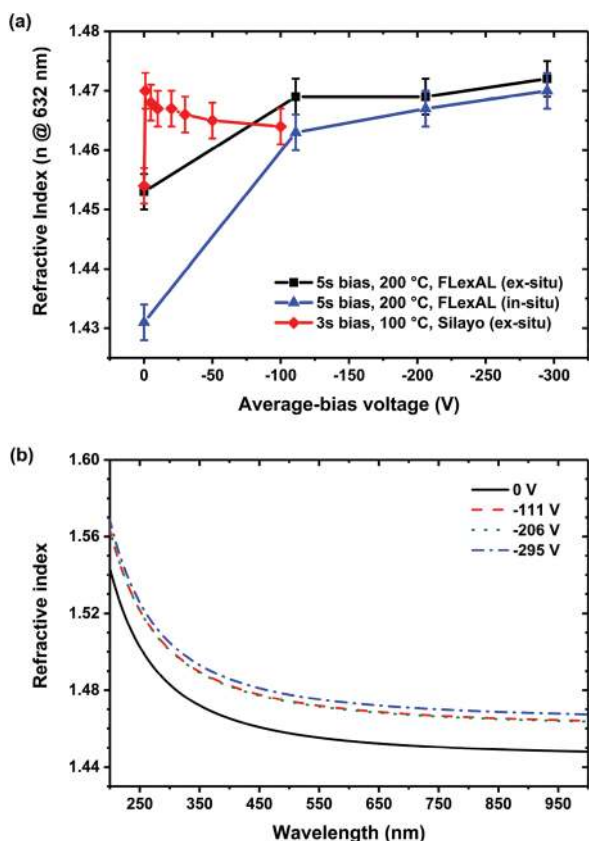 (a)
1.48
1.47
1.46
1.45
1.44
1.43
Refractive Index (n @ 632 nm)
5s bias, 200 °C, FLexAL (ex-situ)
5s bias, 200 °C, FLexAL (in-situ)
3s bias, 100 °C, Silayo (ex-situ)
0 -50 -100 -150 -200 -250 -300
Average-bias voltage (V)
(b)
1.60
1.56
1.52
1.48
1.44
Refractive index
0 V
-111 V
-206 V
-295 V
250 350 450 550 650 750 850 950
Wavelength (nm)